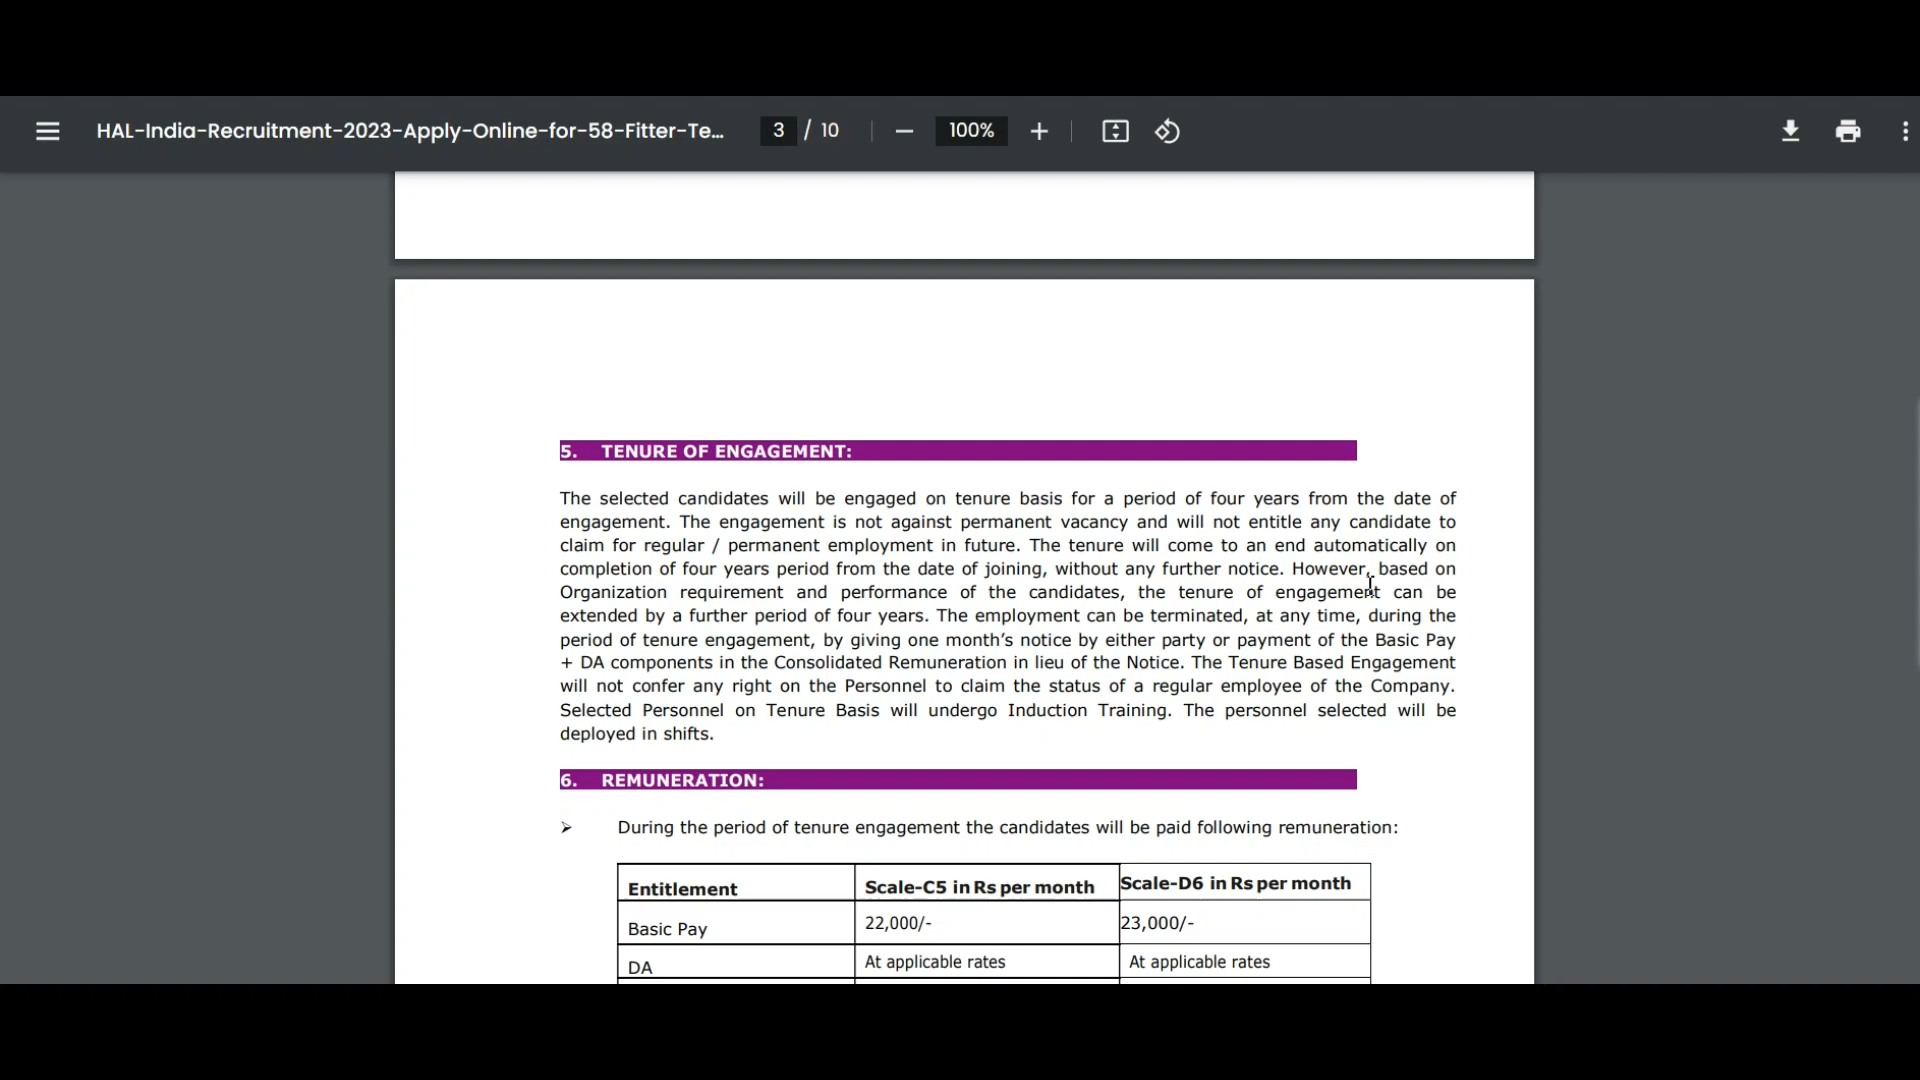 HAL-India-Recruitment-2023-Apply-Online-for-58-Fitter-Te...
3 / 10
100%
5. TENURE OF ENGAGEMENT:
The selected candidates will be engaged on tenure basis for a period of four years from the date of
engagement. The engagement is not against permanent vacancy and will not entitle any candidate to
claim for regular / permanent employment in future. The tenure will come to an end automatically on
completion of four years period from the date of joining, without any further notice. However, based on
Organization requirement and performance of the candidates, the tenure of engagement can be
extended by a further period of four years. The employment can be terminated, at any time, during the
period of tenure engagement, by giving one month’s notice by either party or payment of the Basic Pay
+ DA components in the Consolidated Remuneration in lieu of the Notice. The Tenure Based Engagement
will not confer any right on the Personnel to claim the status of a regular employee of the Company.
Selected Personnel on Tenure Basis will undergo Induction Training. The personnel selected will be
deployed in shifts.
6. REMUNERATION:
➢ During the period of tenure engagement the candidates will be paid following remuneration:
Entitlement Scale-C5 in Rs per month Scale-D6 in Rs per month
Basic Pay 22,000/- 23,000/-
DA At applicable rates At applicable rates